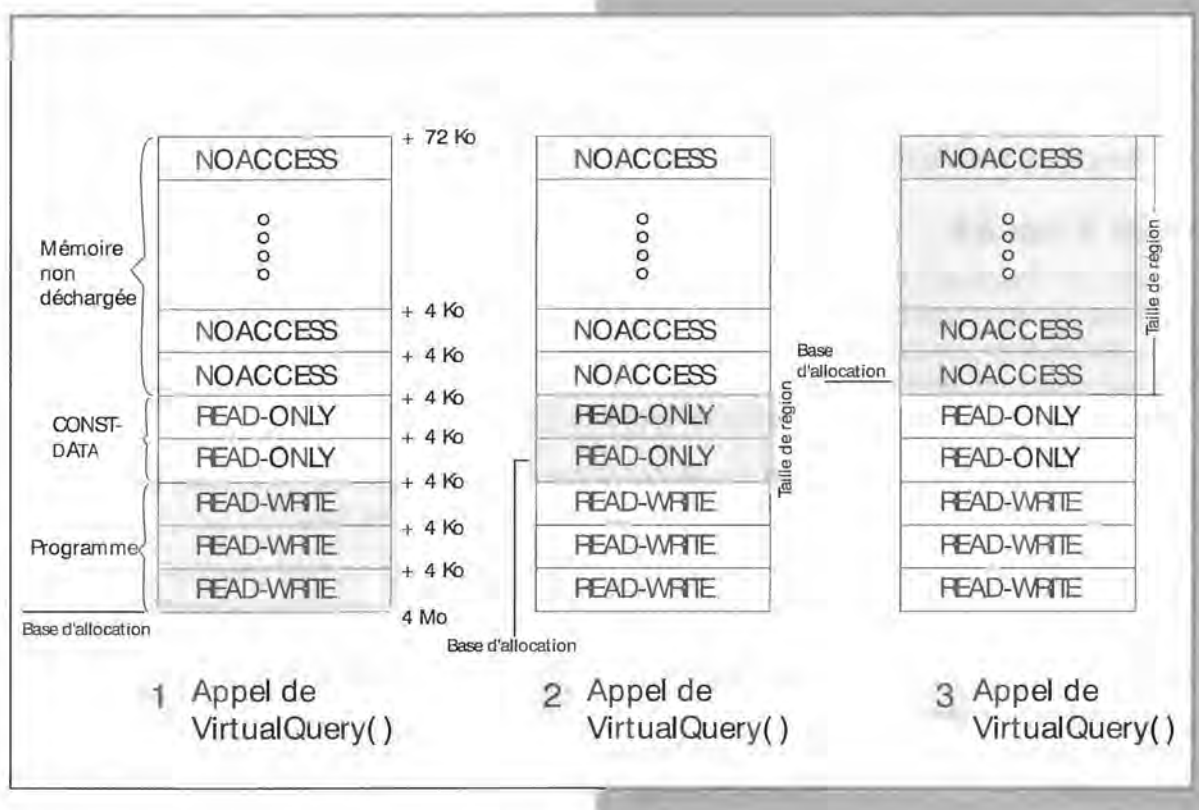 + 72 Ko
NOACCESS
Mémoire
non
déchargée
+ 4 Ko
NOACCESS
+ 4 Ko
NOACCESS
+ 4 Ko
CONST-
DATA
READ-ONLY
+ 4 Ko
READ-ONLY
+ 4 Ko
READ-WRITE
+ 4 Ko
Programme
READ-WRITE
+ 4 Ko
READ-WRITE
4 Mo
Base d'allocation
1 Appel de
VirtualQuery( )
NOACCESS
NOACCESS
NOACCESS
READ-ONLY
READ-ONLY
READ-WRITE
READ-WRITE
READ-WRITE
Taille de région
Base d'allocation
2 Appel de
VirtualQuery( )
NOACCESS
NOACCESS
NOACCESS
READ-ONLY
READ-ONLY
READ-WRITE
READ-WRITE
READ-WRITE
Taille de région
Base
d'allocation
3 Appel de
VirtualQuery( )